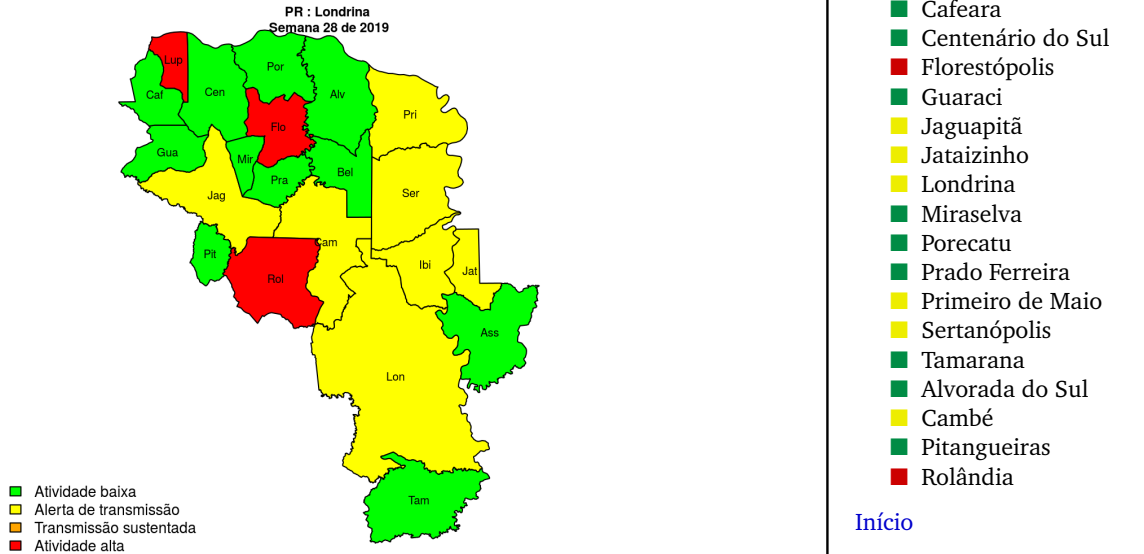 PR : Londrina
Semana 28 de 2019
Lup
Por
Caf
Cen
Alv
Pri
Flo
Gua
Mir
Bel
Pra
Jag
Ser
Cam
Pit
Ibi
Jat
Rol
Ass
Lon
Tam
Atividade baixa
Alerta de transmissão
Transmissão sustentada
Atividade alta
Cafeara
Centenário do Sul
Florestópolis
Guaraci
Jaguapitã
Jataizinho
Londrina
Miraselva
Porecatu
Prado Ferreira
Primeiro de Maio
Sertanópolis
Tamarana
Alvorada do Sul
Cambé
Pitangueiras
Rolândia
Início